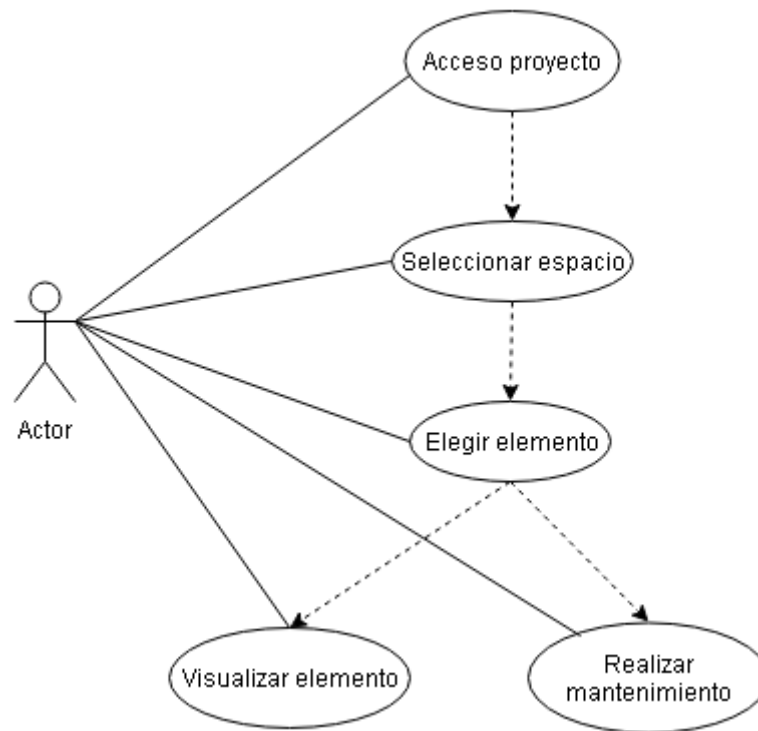 Acceso proyecto
Seleccionar espacio
Actor
Elegir elemento
Visualizar elemento
Realizar
mantenimiento